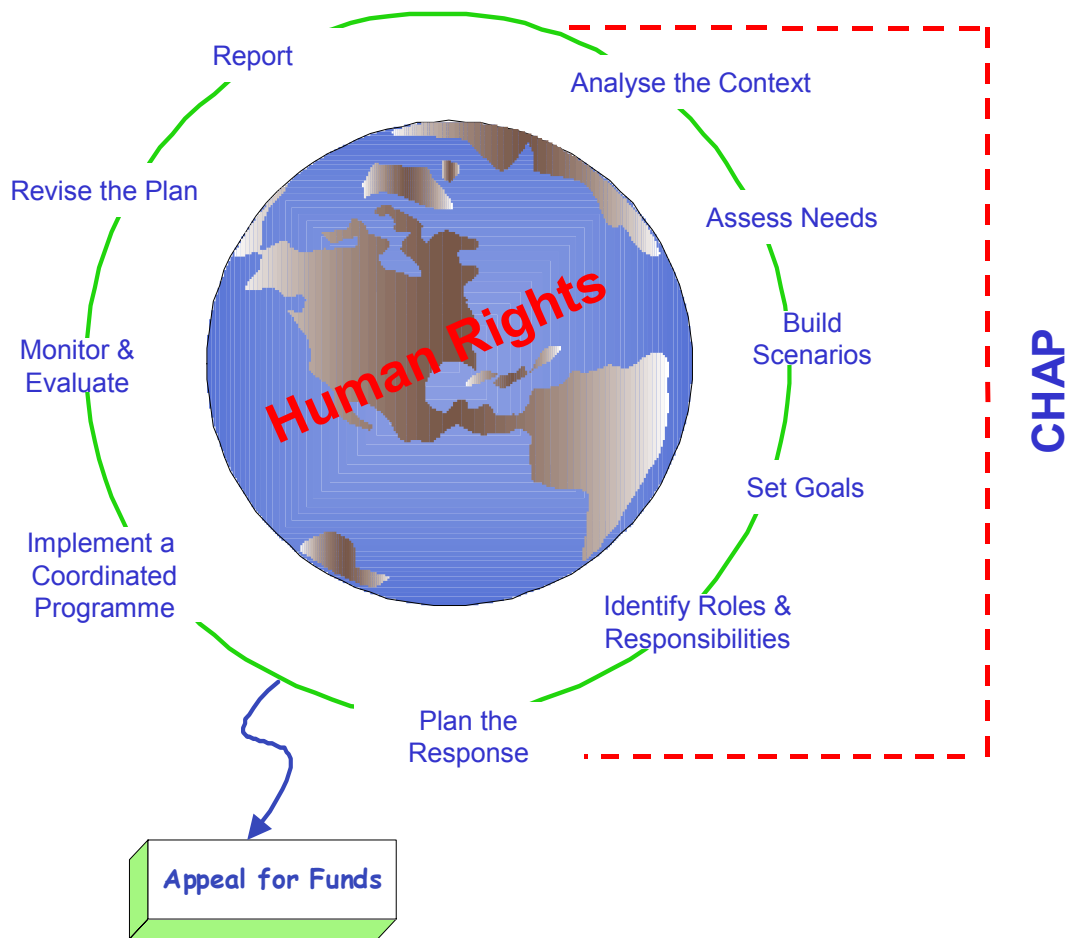 Report
Analyse the Context
Revise the Plan
Assess Needs
Human Rights
Build
Scenarios
Monitor &
Evaluate
CHAP
Set Goals
Implement a
Coordinated
Programme
Identify Roles &
Responsibilities
Plan the
Response
Appeal for Funds